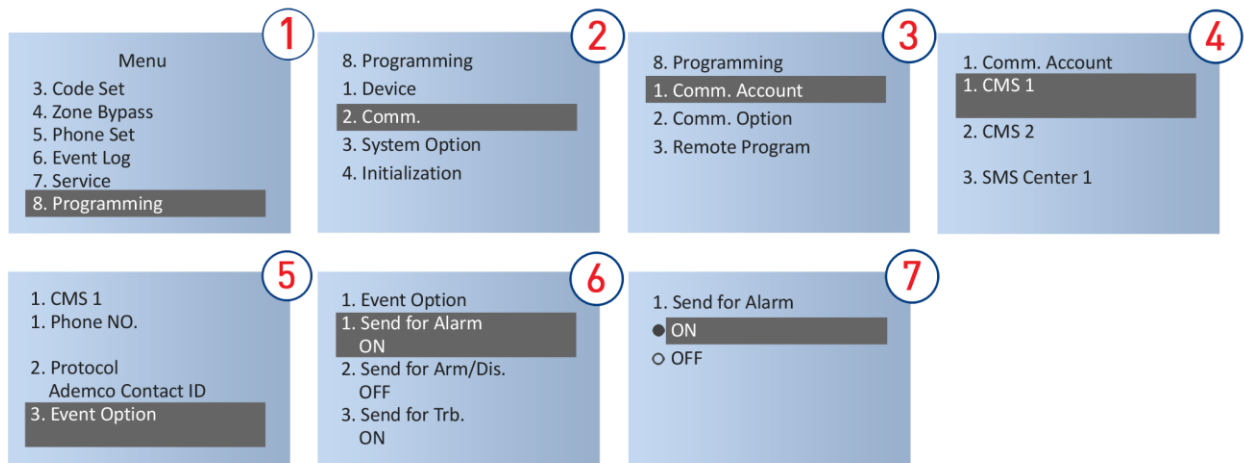 1
Menu
3. Code Set
4. Zone Bypass
5. Phone Set
6. Event Log
7. Service
8. Programming
2
8. Programming
1. Device
2. Comm.
3. System Option
4. Initialization
3
8. Programming
1. Comm. Account
2. Comm. Option
3. Remote Program
4
1. Comm. Account
1. CMS 1
2. CMS 2
3. SMS Center 1
5
1. CMS 1
1. Phone NO.
2. Protocol
Ademco Contact ID
3. Event Option
6
1. Event Option
1. Send for Alarm
ON
2. Send for Arm/Dis.
OFF
3. Send for Trb.
ON
7
1. Send for Alarm
ON
OFF